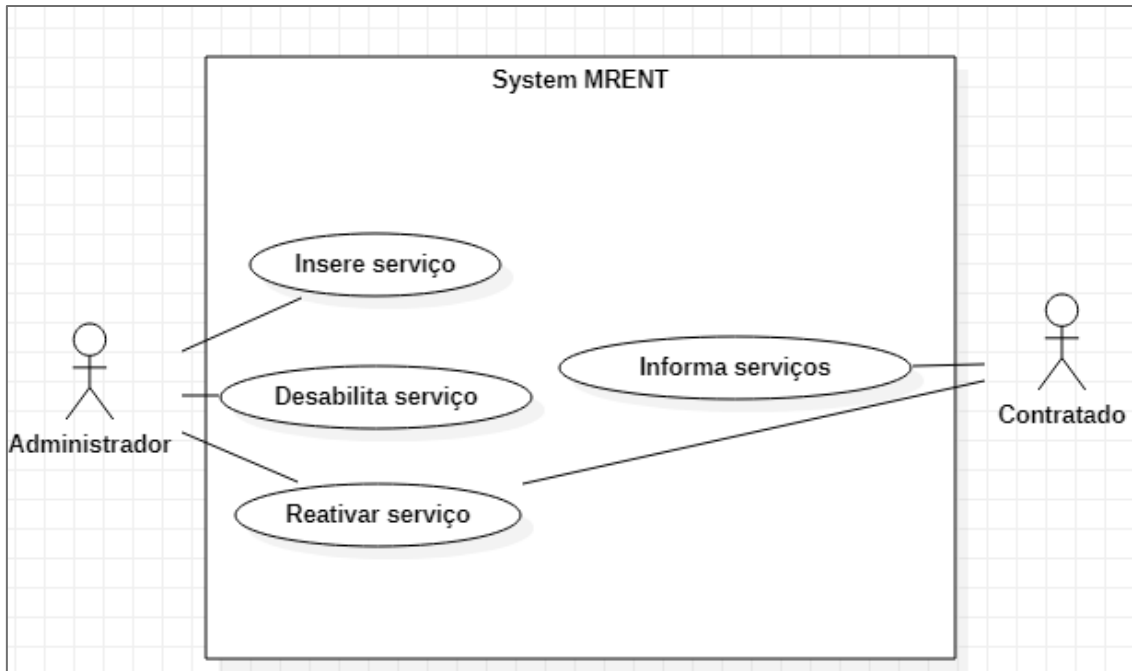 System MRENT
Insere serviço
Informa serviços
Desabilita serviço
Contratado
Administrador
Reativar serviço